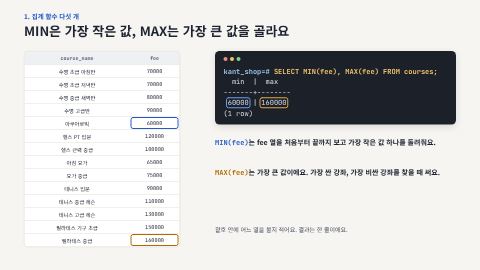 1. 집계 함수 다섯 개
MIN은 가장 작은 값, MAX는 가장 큰 값을 골라요
course_name fee
수영 초급 아침반 70000
수영 중급 저녁반 70000
수영 중급 저녁반 80000
수영 고급반 90000
아쿠아로빅 60000
헬스 PT 입문 120000
헬스 근력 중급 100000
아침 요가 65000
요가 중급 75000
테니스 입문 90000
테니스 중급 레슨 110000
테니스 고급 레슨 130000
필라테스 기구 초급 150000
필라테스 중급 160000
kant_shop=# SELECT MIN(fee), MAX(fee) FROM courses;
min | max
-------+--------
60000 | 160000
(1 row)
MIN(fee)는 fee 열을 처음부터 끝까지 보고 가장 작은 값 하나를 돌려줘요.
MAX(fee)는 가장 큰 값이에요. 가장 싼 강좌, 가장 비싼 강좌를 찾을 때 써요.
괄호 안에 어느 열을 볼지 적어요. 결과는 한 줄이에요.